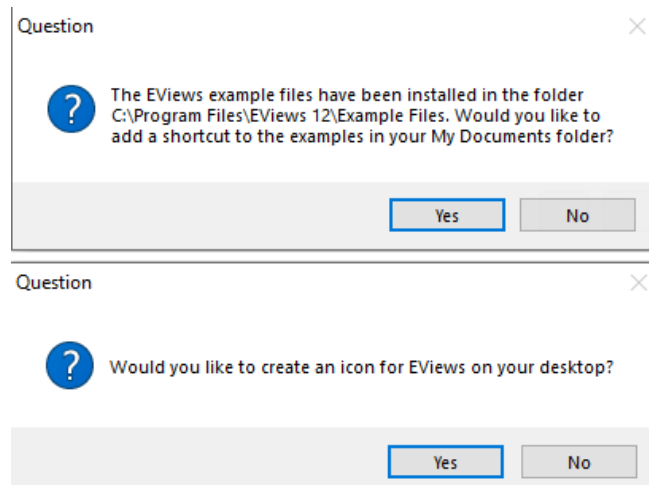 Question
The EViews example files have been installed in the folder
C:\Program Files\EViews 12\Example Files. Would you like to
add a shortcut to the examples in your My Documents folder?
Yes No
Question
Would you like to create an icon for EViews on your desktop?
Yes No